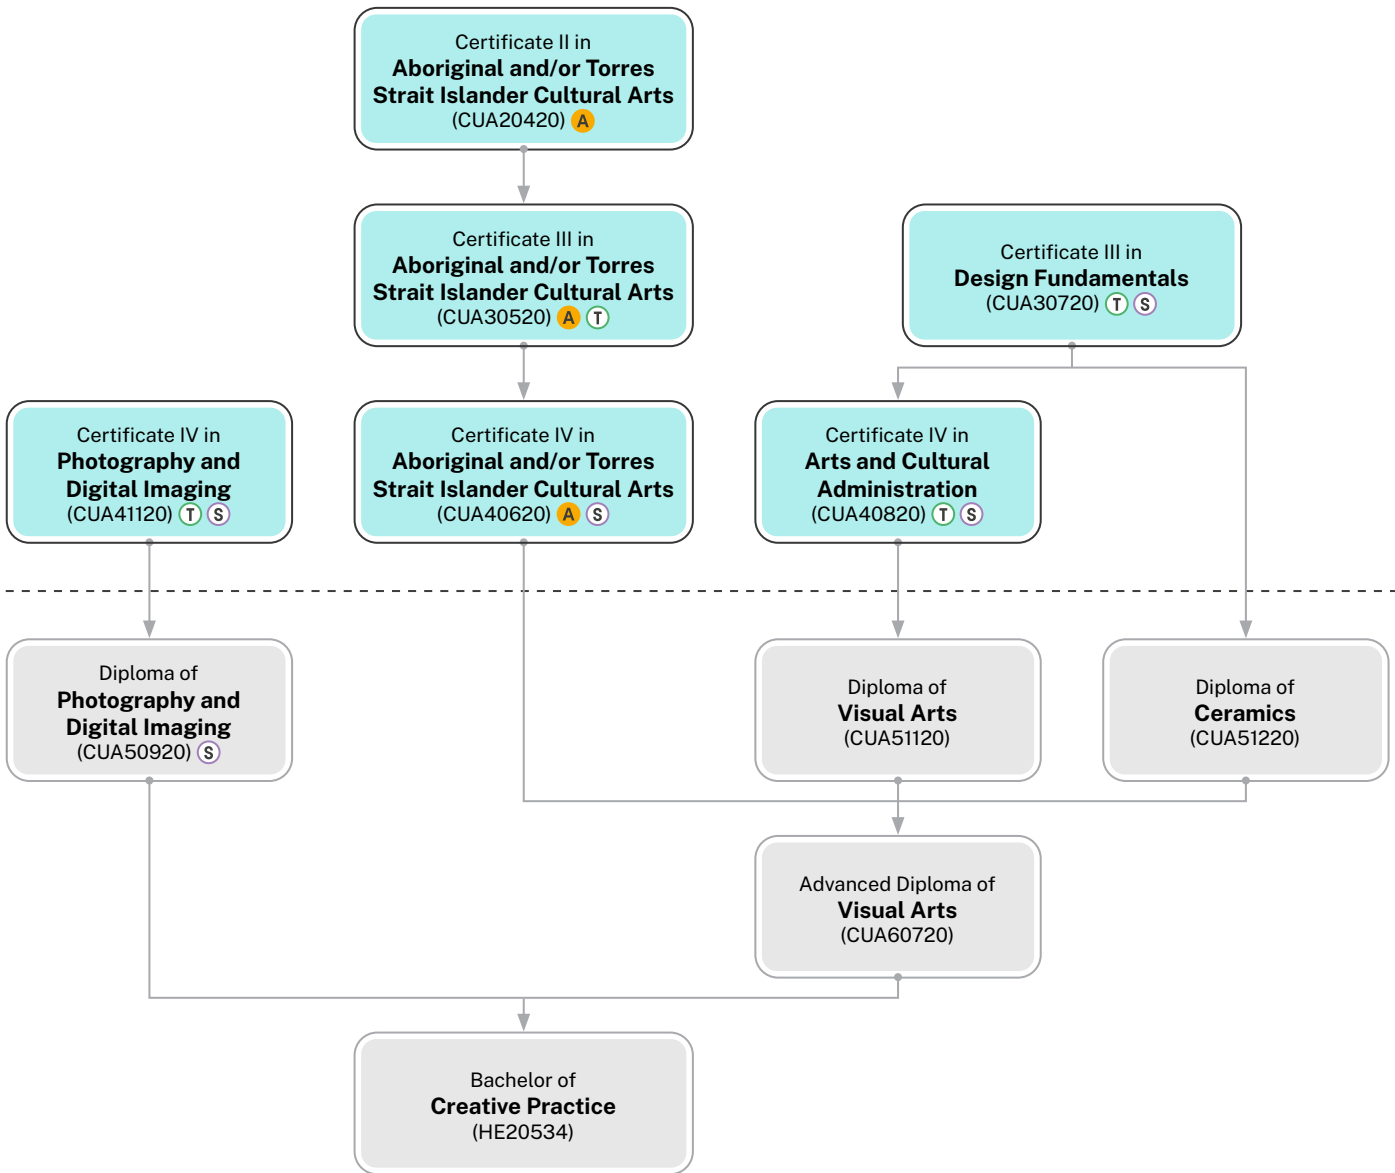 Certificate II in
Aboriginal and/or Torres
Strait Islander Cultural Arts
(CUA20420) A
Certificate III in
Aboriginal and/or Torres
Strait Islander Cultural Arts
(CUA30520) A T
Certificate III in
Design Fundamentals
(CUA30720) T S
Certificate IV in
Photography and
Digital Imaging
(CUA41120) T S
Certificate IV in
Aboriginal and/or Torres
Strait Islander Cultural Arts
(CUA40620) A S
Certificate IV in
Arts and Cultural
Administration
(CUA40820) T S
Diploma of
Photography and
Digital Imaging
(CUA50920) S
Diploma of
Visual Arts
(CUA51120)
Diploma of
Ceramics
(CUA51220)
Advanced Diploma of
Visual Arts
(CUA60720)
Bachelor of
Creative Practice
(HE20534)